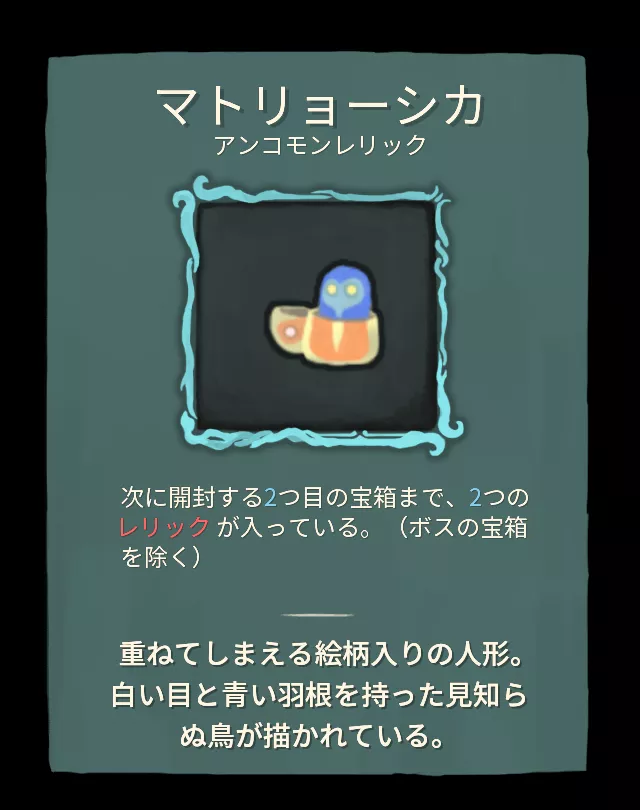 マトリョーシカ
アンコモンレリック
次に開封する2つ目の宝箱まで、2つの
レリック が入っている。（ボスの宝箱
を除く）
重ねてしまえる絵柄入りの人形。
白い目と青い羽根を持った見知ら
ぬ鳥が描かれている。